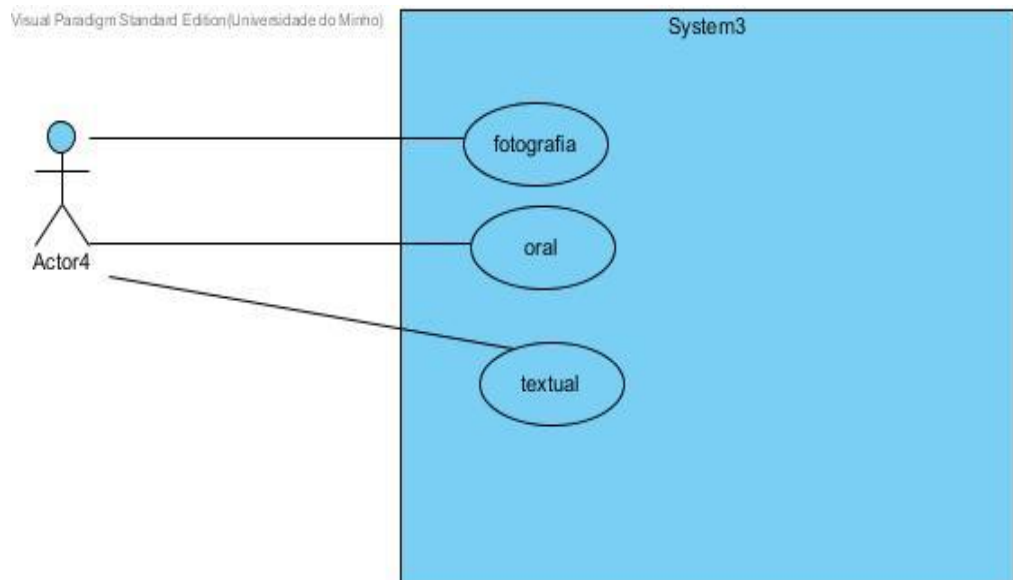 Visual Paradigm Standard Edition(Universidade do Minho)
System3
fotografia
oral
Actor4
textual